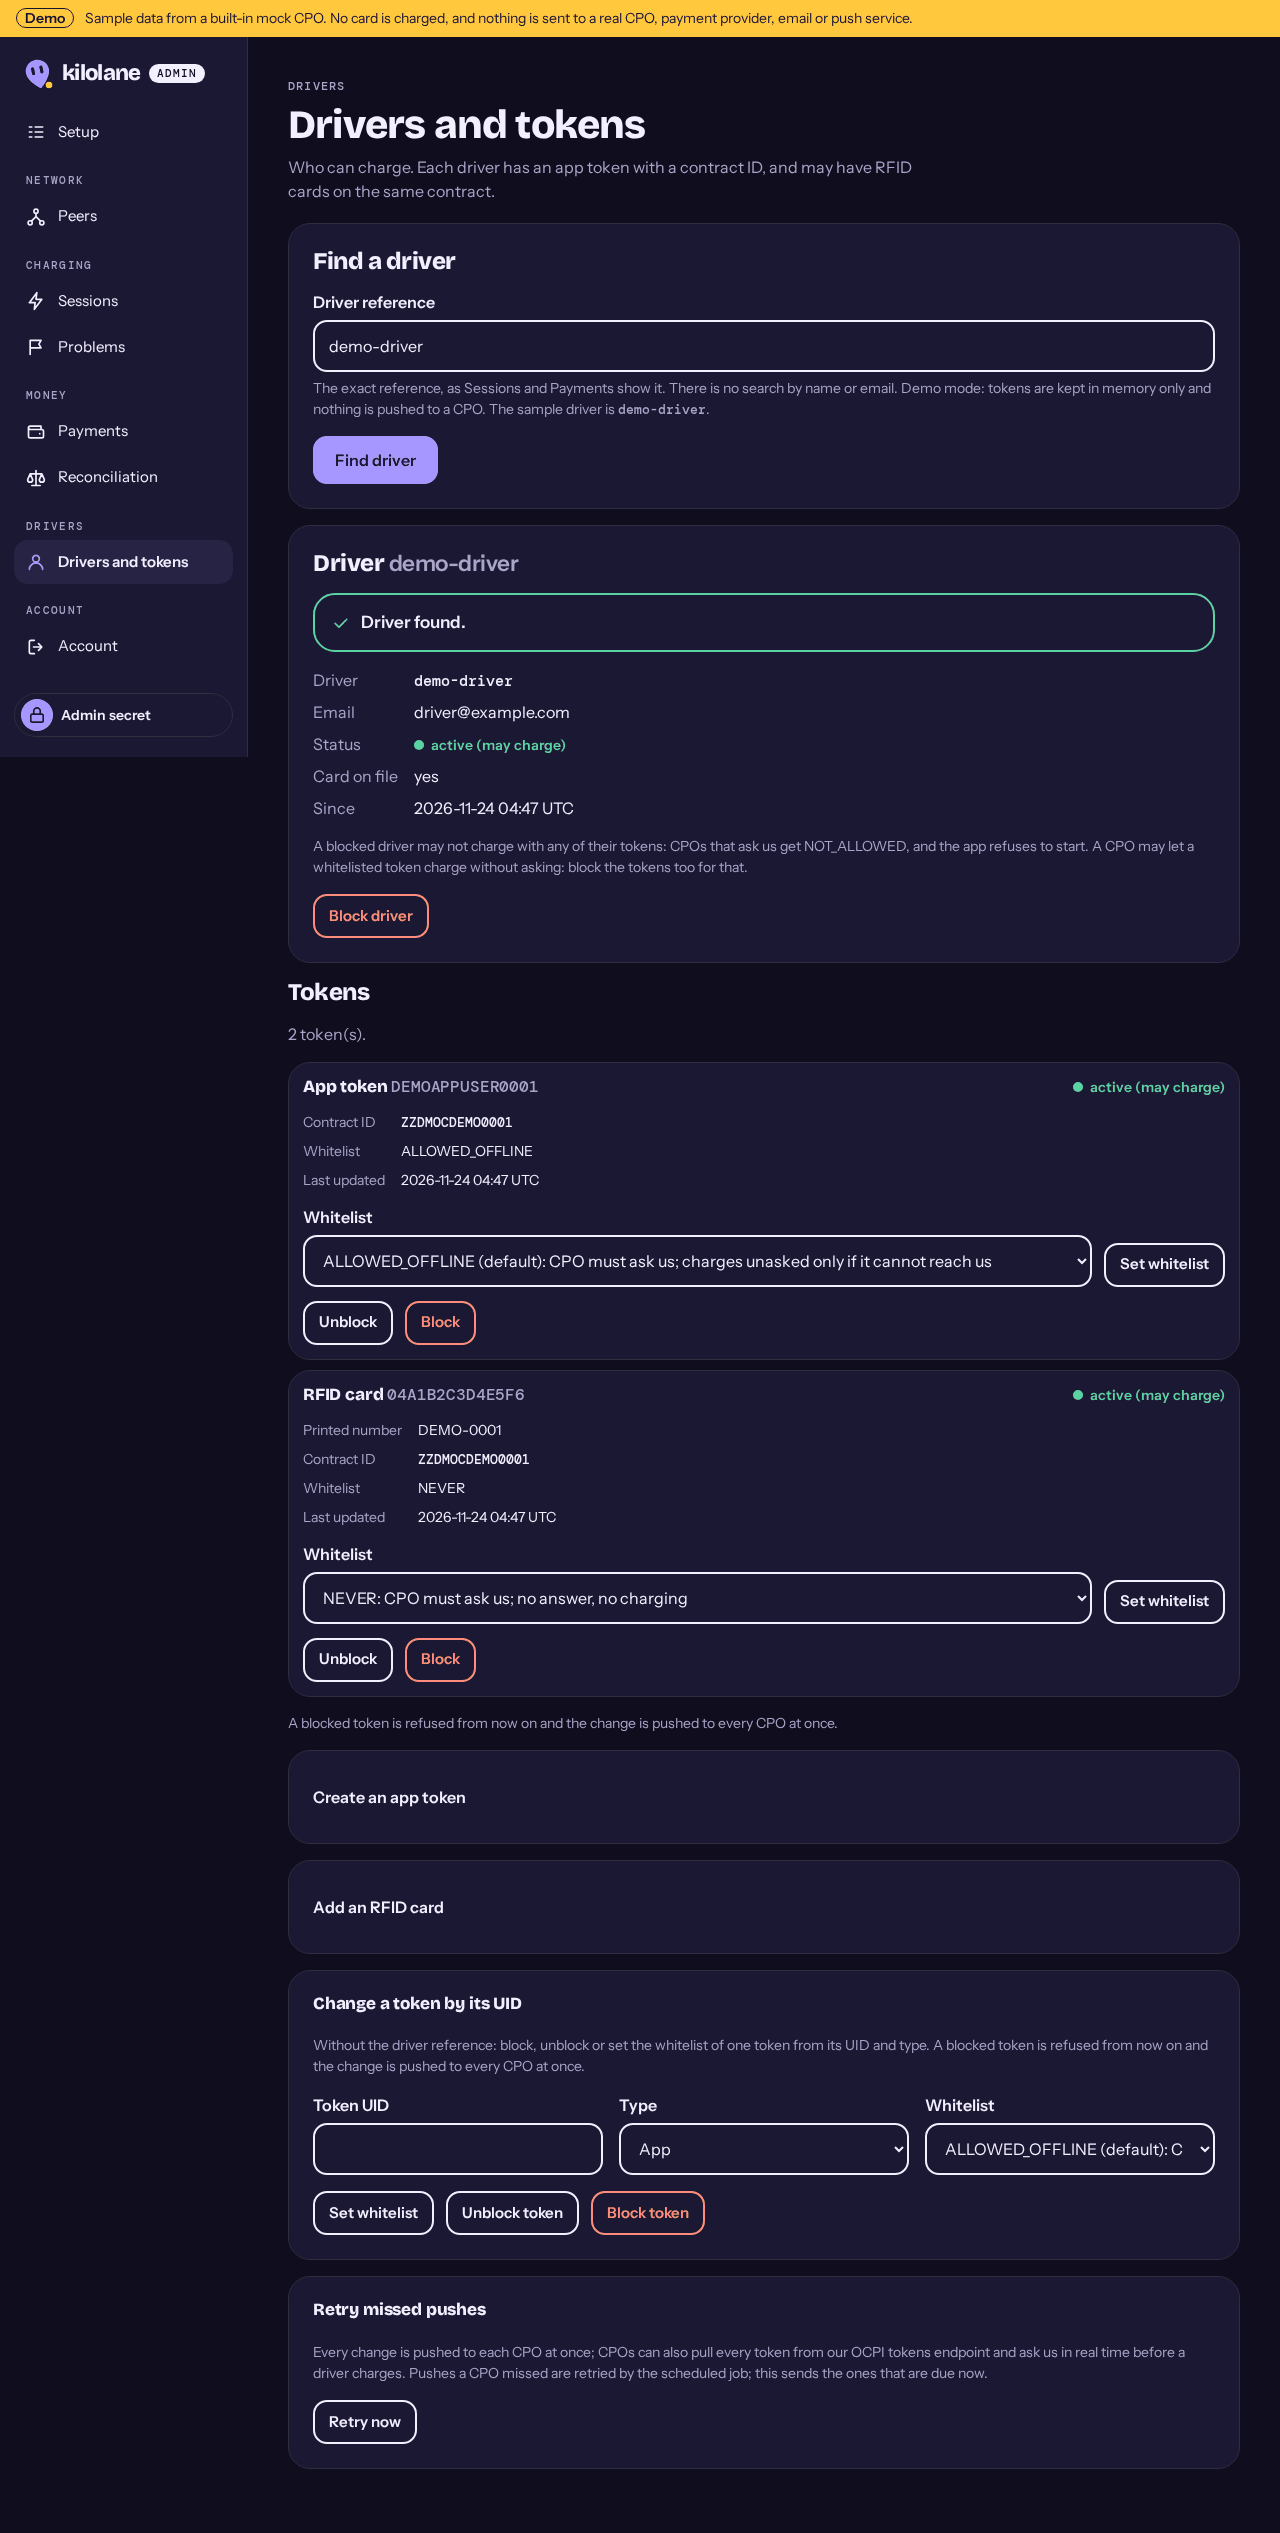 Demo Sample data from a built-in mock CPO. No card is charged, and nothing is sent to a real CPO, payment provider, email or push service.
kilolane ADMIN
Setup
NETWORK
Peers
CHARGING
Sessions
Problems
MONEY
Payments
Reconciliation
DRIVERS
Drivers and tokens
ACCOUNT
Account
Admin secret
DRIVERS
Drivers and tokens
Who can charge. Each driver has an app token with a contract ID, and may have RFID
cards on the same contract.
Find a driver
Driver reference
demo-driver
The exact reference, as Sessions and Payments show it. There is no search by name or email. Demo mode: tokens are kept in memory only and
nothing is pushed to a CPO. The sample driver is demo-driver.
Find driver
Driver demo-driver
Driver found.
Driver demo-driver
Email driver@example.com
Status active (may charge)
Card on file yes
Since 2026-11-24 04:47 UTC
A blocked driver may not charge with any of their tokens: CPOs that ask us get NOT_ALLOWED, and the app refuses to start. A CPO may let a
whitelisted token charge without asking: block the tokens too for that.
Block driver
Tokens
2 token(s).
App token DEMOAPPUSER0001 active (may charge)
Contract ID ZZDMOCDEMO0001
Whitelist ALLOWED_OFFLINE
Last updated 2026-11-24 04:47 UTC
Whitelist
ALLOWED_OFFLINE (default): CPO must ask us; charges unasked only if it cannot reach us Set whitelist
Unblock Block
RFID card 04A1B2C3D4E5F6 active (may charge)
Printed number DEMO-0001
Contract ID ZZDMOCDEMO0001
Whitelist NEVER
Last updated 2026-11-24 04:47 UTC
Whitelist
NEVER: CPO must ask us; no answer, no charging Set whitelist
Unblock Block
A blocked token is refused from now on and the change is pushed to every CPO at once.
Create an app token
Add an RFID card
Change a token by its UID
Without the driver reference: block, unblock or set the whitelist of one token from its UID and type. A blocked token is refused from now on and
the change is pushed to every CPO at once.
Token UID Type Whitelist
App ALLOWED_OFFLINE (default): C
Set whitelist Unblock token Block token
Retry missed pushes
Every change is pushed to each CPO at once; CPOs can also pull every token from our OCPI tokens endpoint and ask us in real time before a
driver charges. Pushes a CPO missed are retried by the scheduled job; this sends the ones that are due now.
Retry now